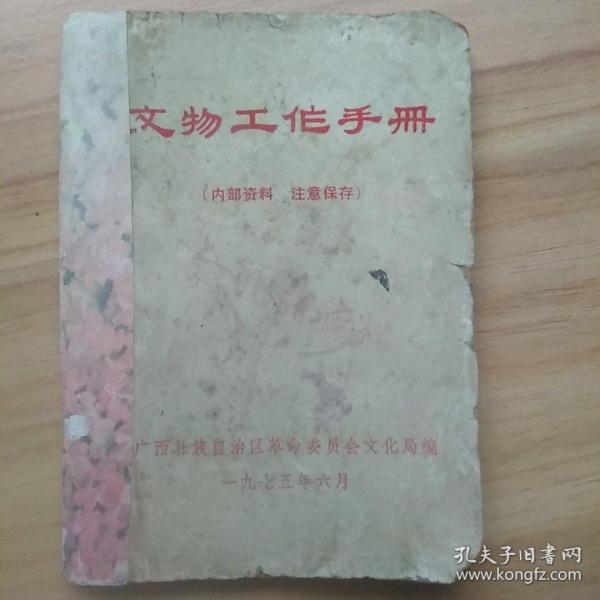 文物工作手册
(内部资料 注意保存)
广西壮族自治区革命委员会文化局编
一九七五年六月
孔夫子旧书网
www.kongfz.com